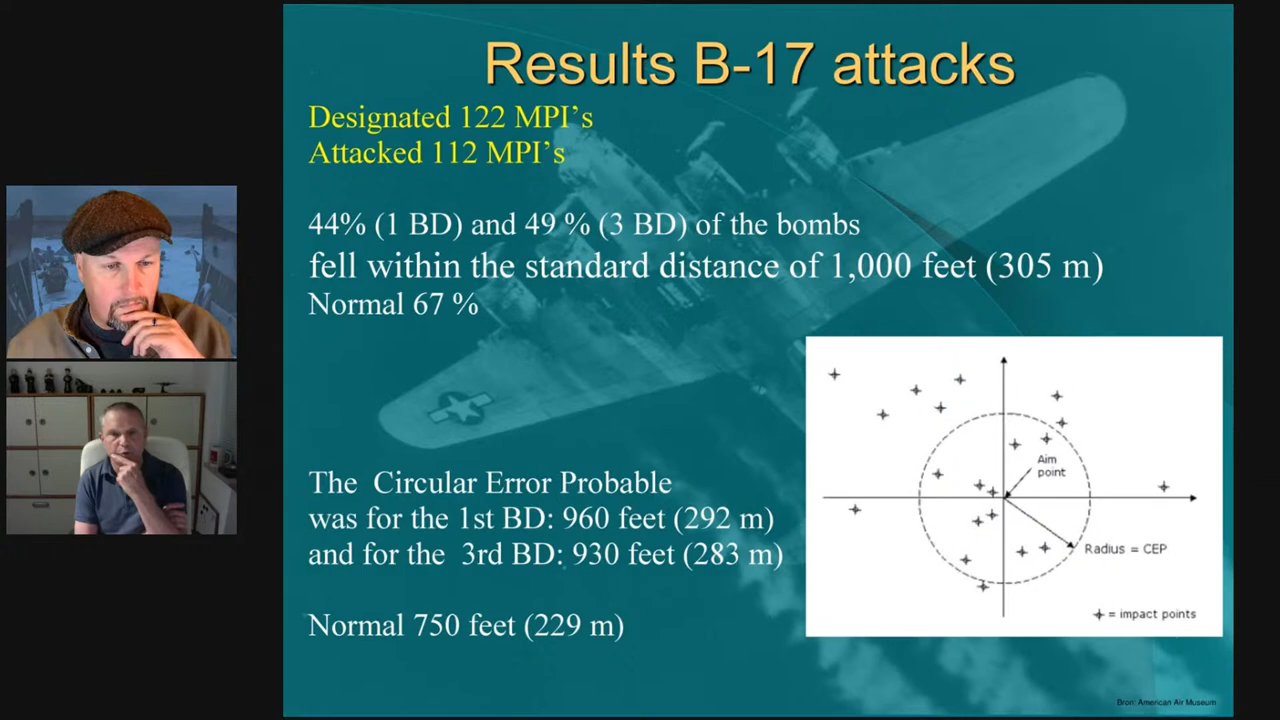 Results B-17 attacks
Designated 122 MPI's
Attacked 112 MPI's
44% (1 BD) and 49 % (3 BD) of the bombs
fell within the standard distance of 1,000 feet (305 m)
Normal 67 %
The Circular Error Probable
was for the 1st BD: 960 feet (292 m)
and for the 3rd BD: 930 feet (283 m)
Normal 750 feet (229 m)
Aim
point
Radius = CEP
= impact points
Bron: American Air Museum